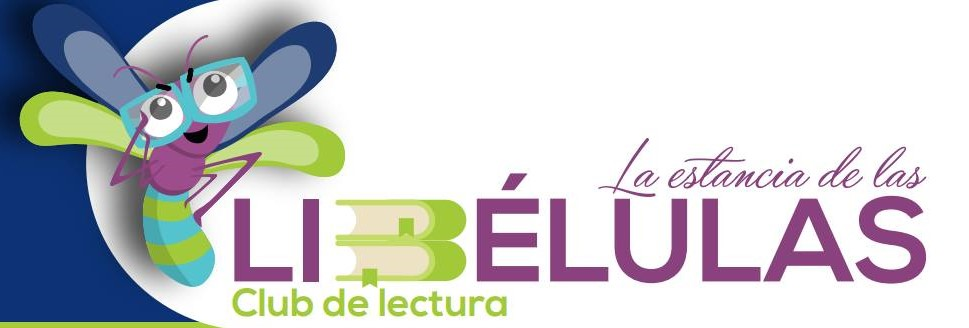 La estancia de las
LIBÉLULAS
Club de lectura